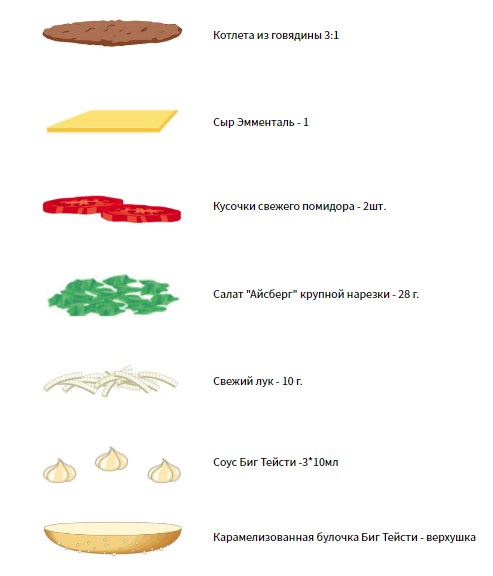 Котлета из говядины 3:1
Сыр Эмменталь - 1
Кусочки свежего помидора - 2шт.
Салат "Айсберг" крупной нарезки - 28 г.
Свежий лук - 10 г.
Соус Биг Тейсти -3*10мл
Карамелизованная булочка Биг Тейсти - верхушка